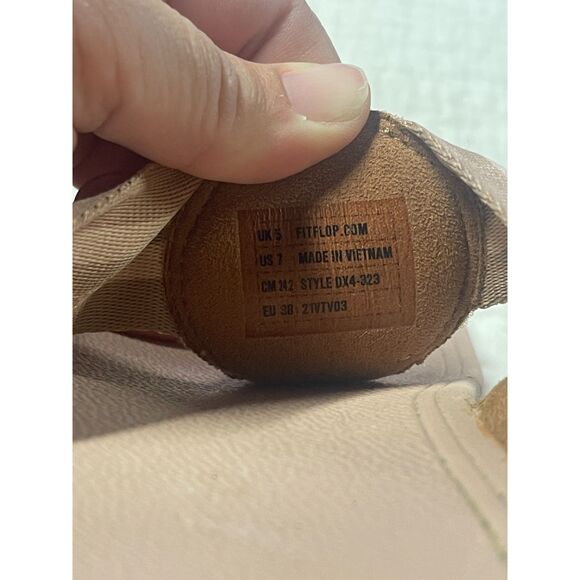 UK 5 FITFLOP.COM
US 7 MADE IN VIETNAM
CM 242 STYLE DX4-323
EU 38 21VTV03